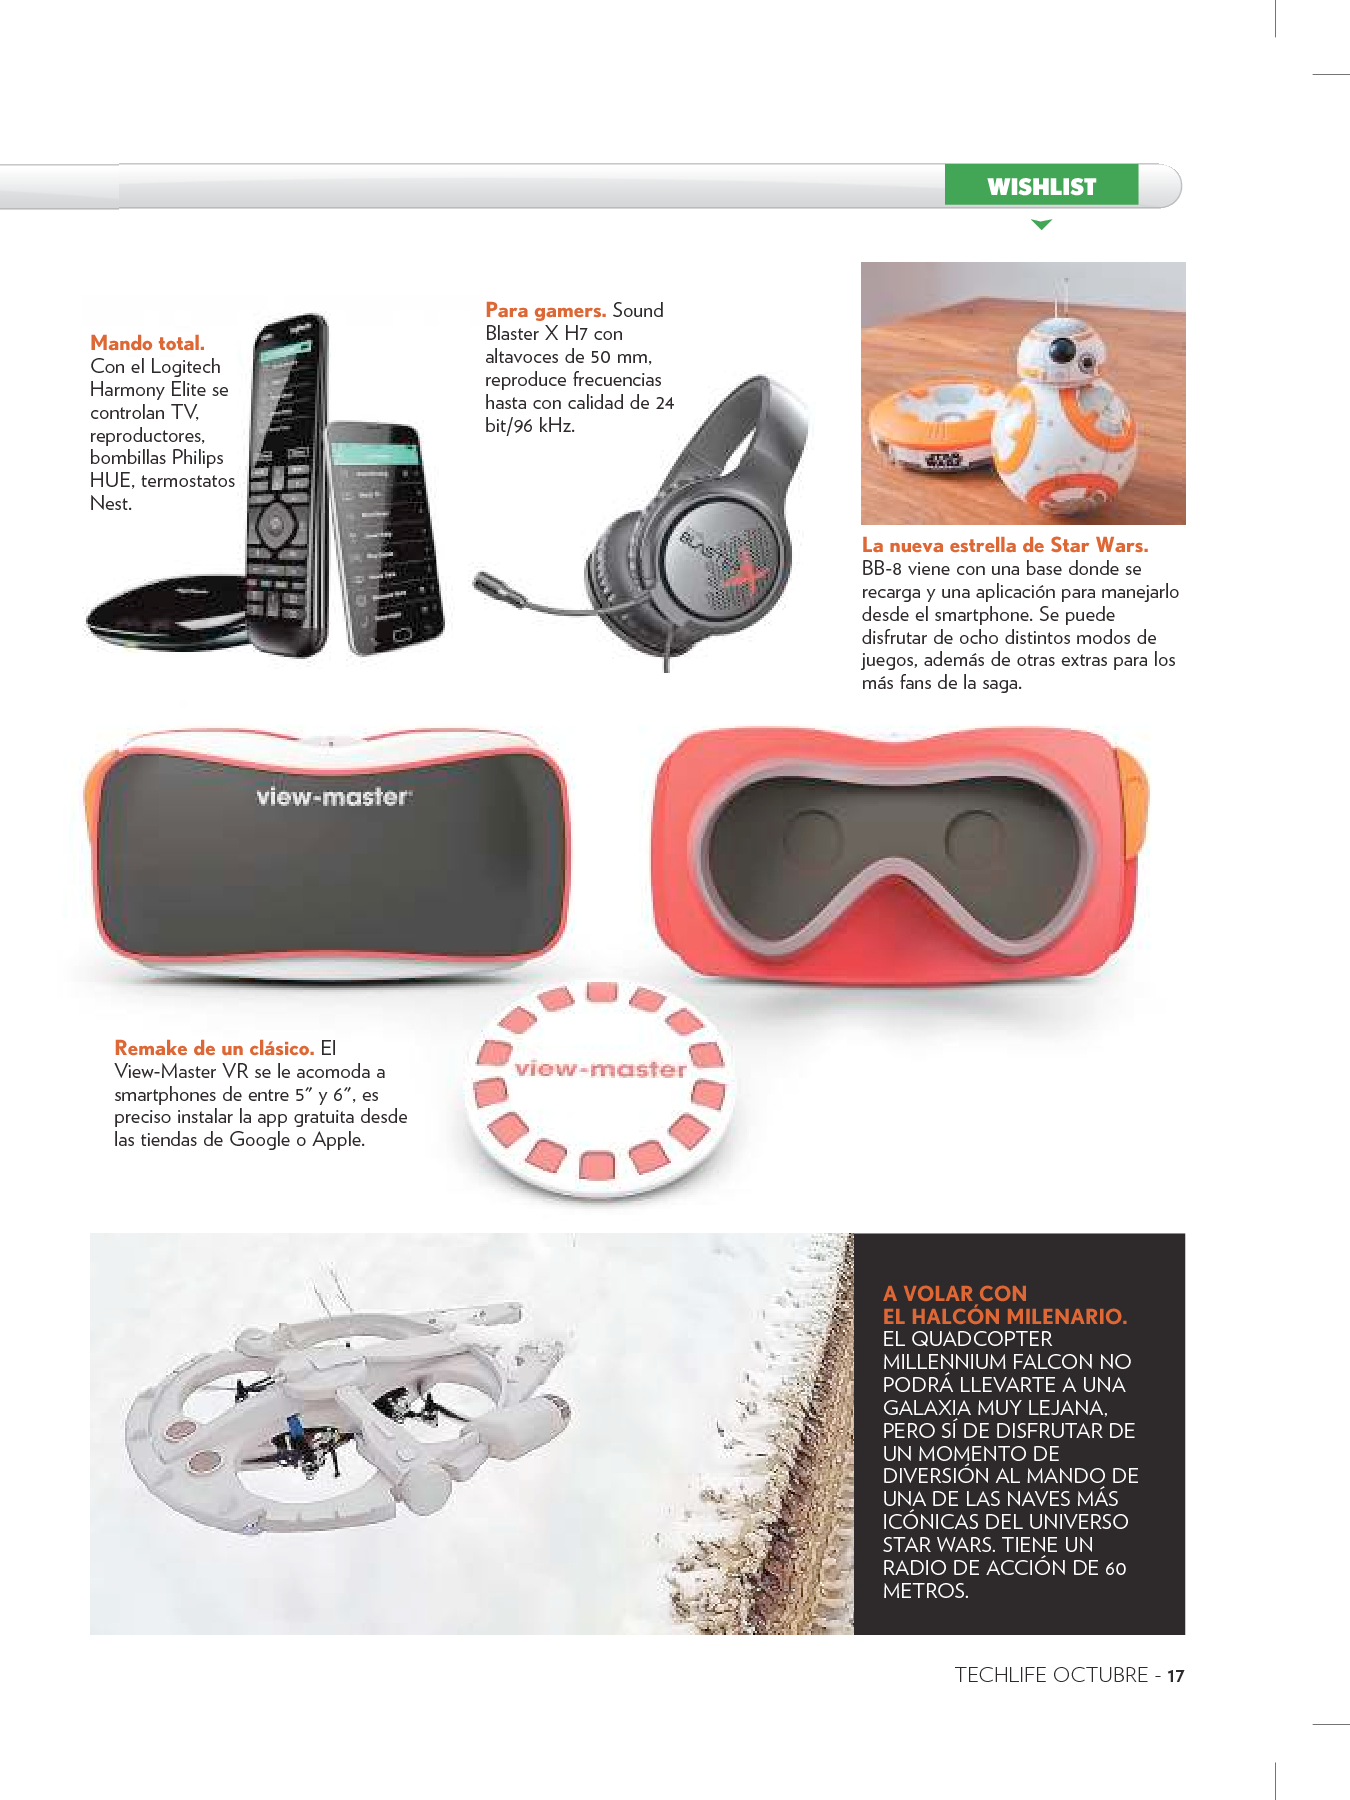 WISHLIST
Mando total.
Con el Logitech
Harmony Elite se
controlan TV,
reproductores,
bombillas Philips
HUE, termostatos
Nest.
Para gamers. Sound
Blaster X H7 con
altavoces de 50 mm,
reproduce frecuencias
hasta con calidad de 24
bit/96 kHz.
STAR
WARS
La nueva estrella de Star Wars.
BB-8 viene con una base donde se
recarga y una aplicación para manejarlo
desde el smartphone. Se puede
disfrutar de ocho distintos modos de
juegos, además de otras extras para los
más fans de la saga.
view-master
Remake de un clásico. El
View-Master VR se le acomoda a
smartphones de entre 5” y 6”, es
preciso instalar la app gratuita desde
las tiendas de Google o Apple.
view-master
A VOLAR CON
EL HALCÓN MILENARIO.
EL QUADCOPTER
MILLENNIUM FALCON NO
PODRÁ LLEVARTE A UNA
GALAXIA MUY LEJANA,
PERO SÍ DE DISFRUTAR DE
UN MOMENTO DE
DIVERSIÓN AL MANDO DE
UNA DE LAS NAVES MÁS
ICÓNICAS DEL UNIVERSO
STAR WARS. TIENE UN
RADIO DE ACCIÓN DE 60
METROS.
TECHLIFE OCTUBRE - 17